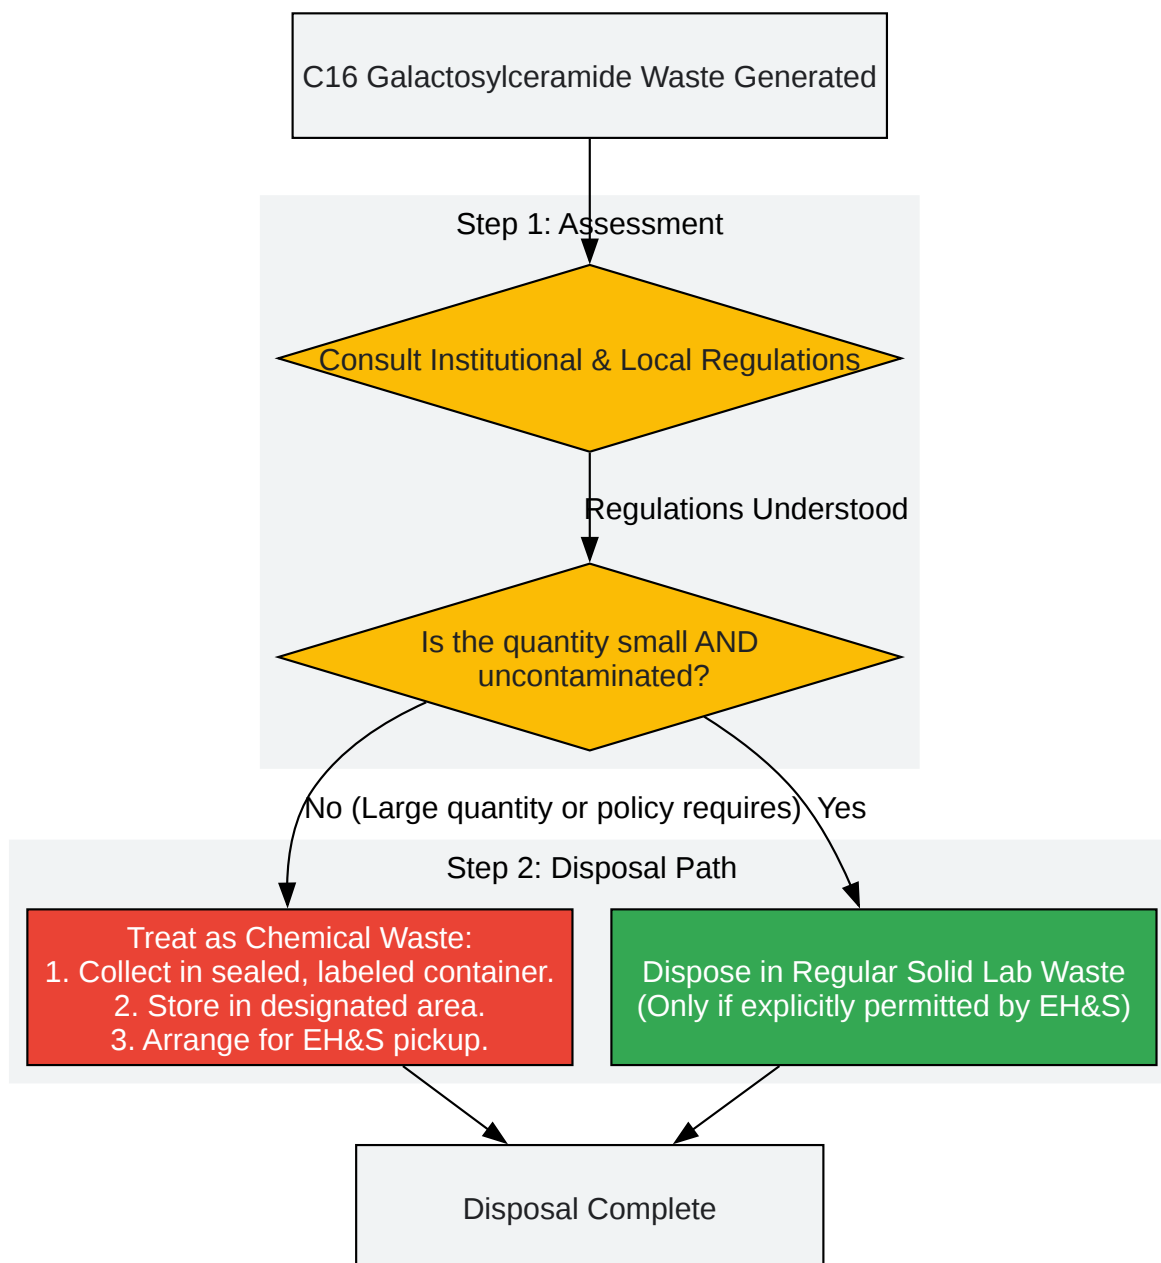 C16 Galactosylceramide Waste Generated
Step 1: Assessment
Consult Institutional & Local Regulations
Regulations Understood
Is the quantity small AND
uncontaminated?
No (Large quantity or policy requires)
Yes
Step 2: Disposal Path
Treat as Chemical Waste:
1. Collect in sealed, labeled container.
2. Store in designated area.
3. Arrange for EH&S pickup.
Dispose in Regular Solid Lab Waste
(Only if explicitly permitted by EH&S)
Disposal Complete